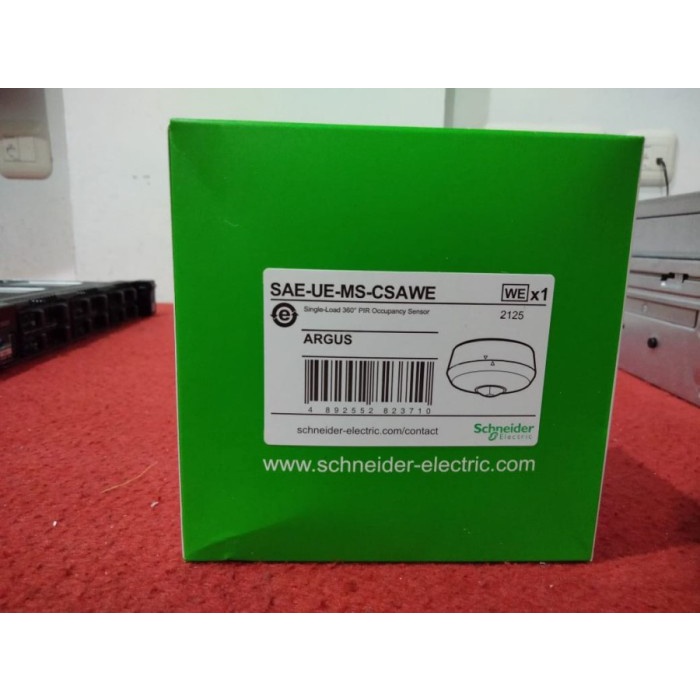 SAE-UE-MS-CSAWE
WE x1
Single-Load 360° PIR Occupancy Sensor
2125
e
ARGUS
4 892552 823710
schneider-electric.com/contact
Schneider
Electric
www.schneider-electric.com